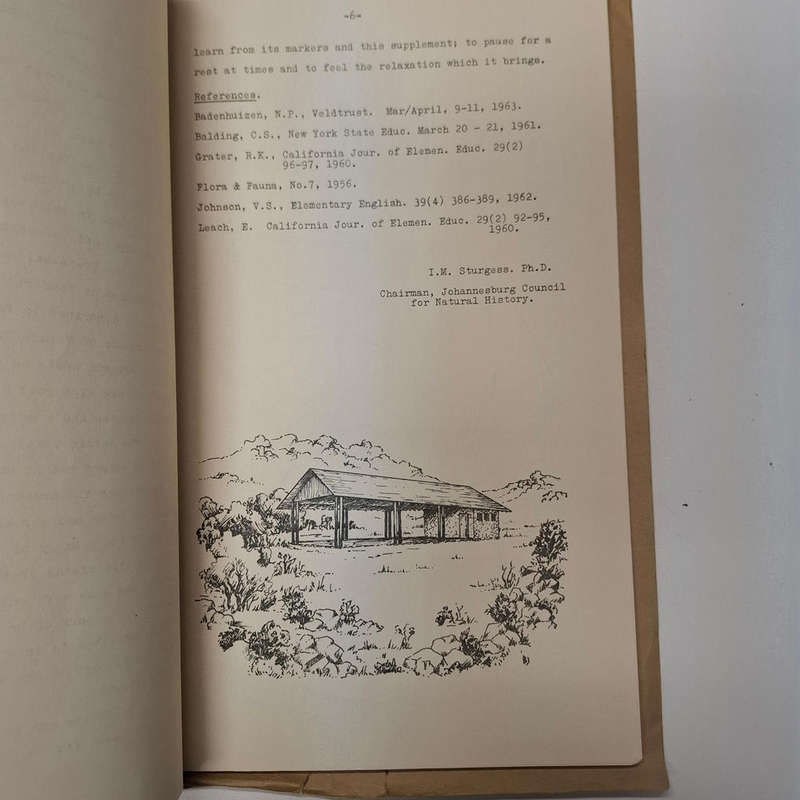 -6-
learn from its markers and this supplement; to pause for a
rest at times and to feel the relaxation which it brings.
References.
Badenhuizen, N.P., Veldtrust. Mar/April, 9-11, 1963.
Balding, C.S., New York State Educ. March 20 - 21, 1961.
Grater, R.K., California Jour. of Elemen. Educ. 29(2)
96-97, 1960.
Flora & Fauna, No.7, 1956.
Johnson, V.S., Elementary English. 39(4) 386-389, 1962.
Leach, E. California Jour. of Elemen. Educ. 29(2) 92-95,
1960.
I.M. Sturgess. Ph.D.
Chairman, Johannesburg Council
for Natural History.